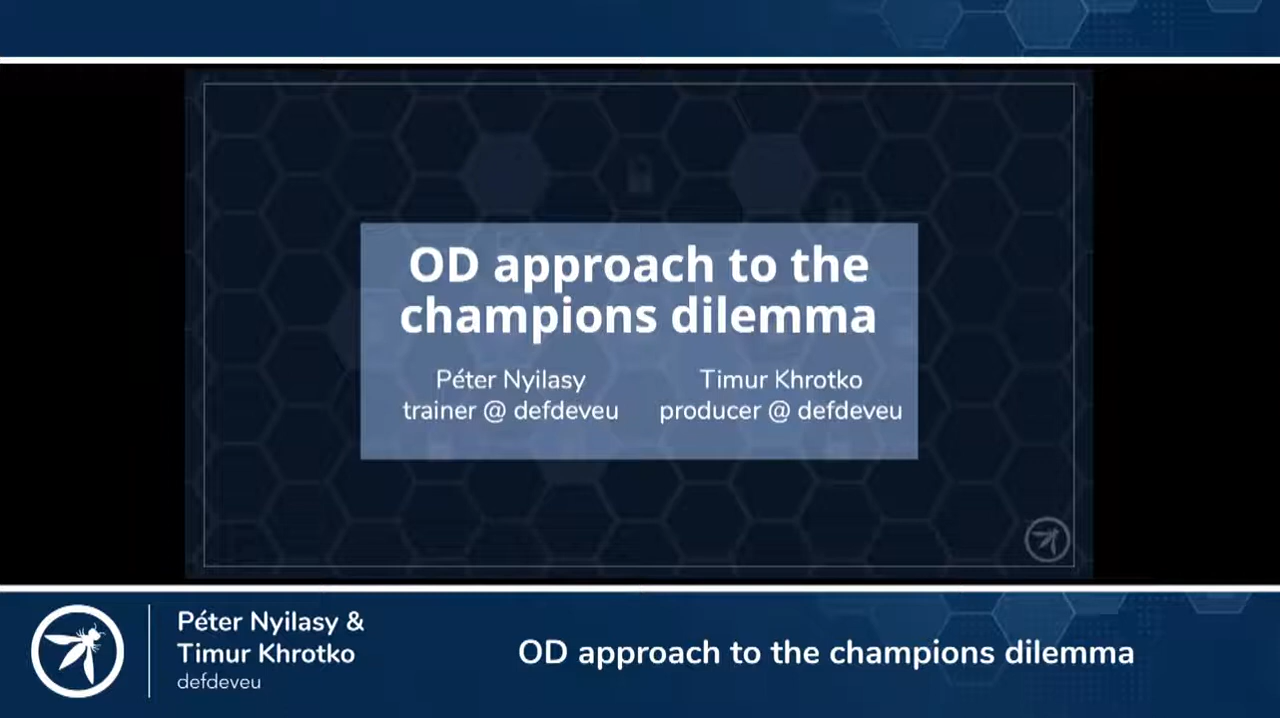 OD approach to the
champions dilemma
Péter Nyilasy
trainer @ defdeveu
Timur Khrotko
producer @ defdeveu
Péter Nyilasy &
Timur Khrotko
defdeveu
OD approach to the champions dilemma